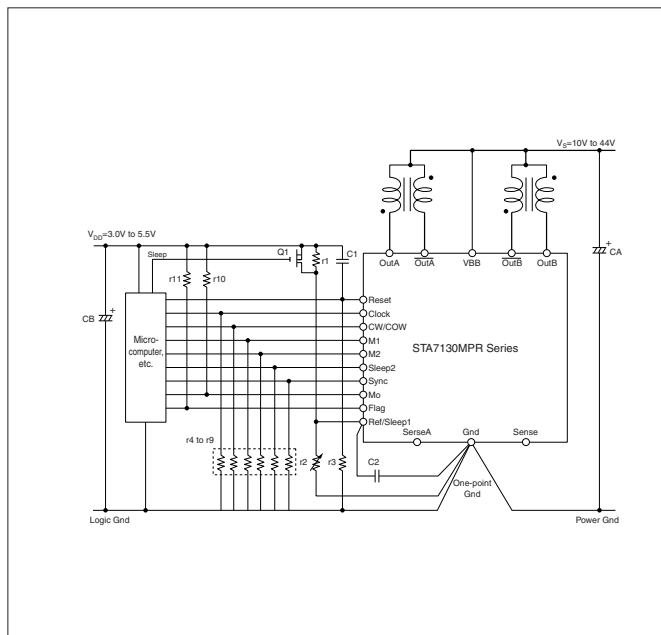 VS=10V to 44V
VDD=3.0V to 5.5V
Sleep
Q1
r1
C1
r11
r10
CA
OutA
OutA
VBB
OutB
OutB
CB
Micro-
computer,
etc.
Reset
Clock
CW/COW
M1
M2
Sleep2
Sync
Mo
Flag
Ref/Sleep1
STA7130MPR Series
SerseA
Gnd
Sense
r4 to r9
r2
r3
C2
One-point
Gnd
Logic Gnd
Power Gnd
+
+